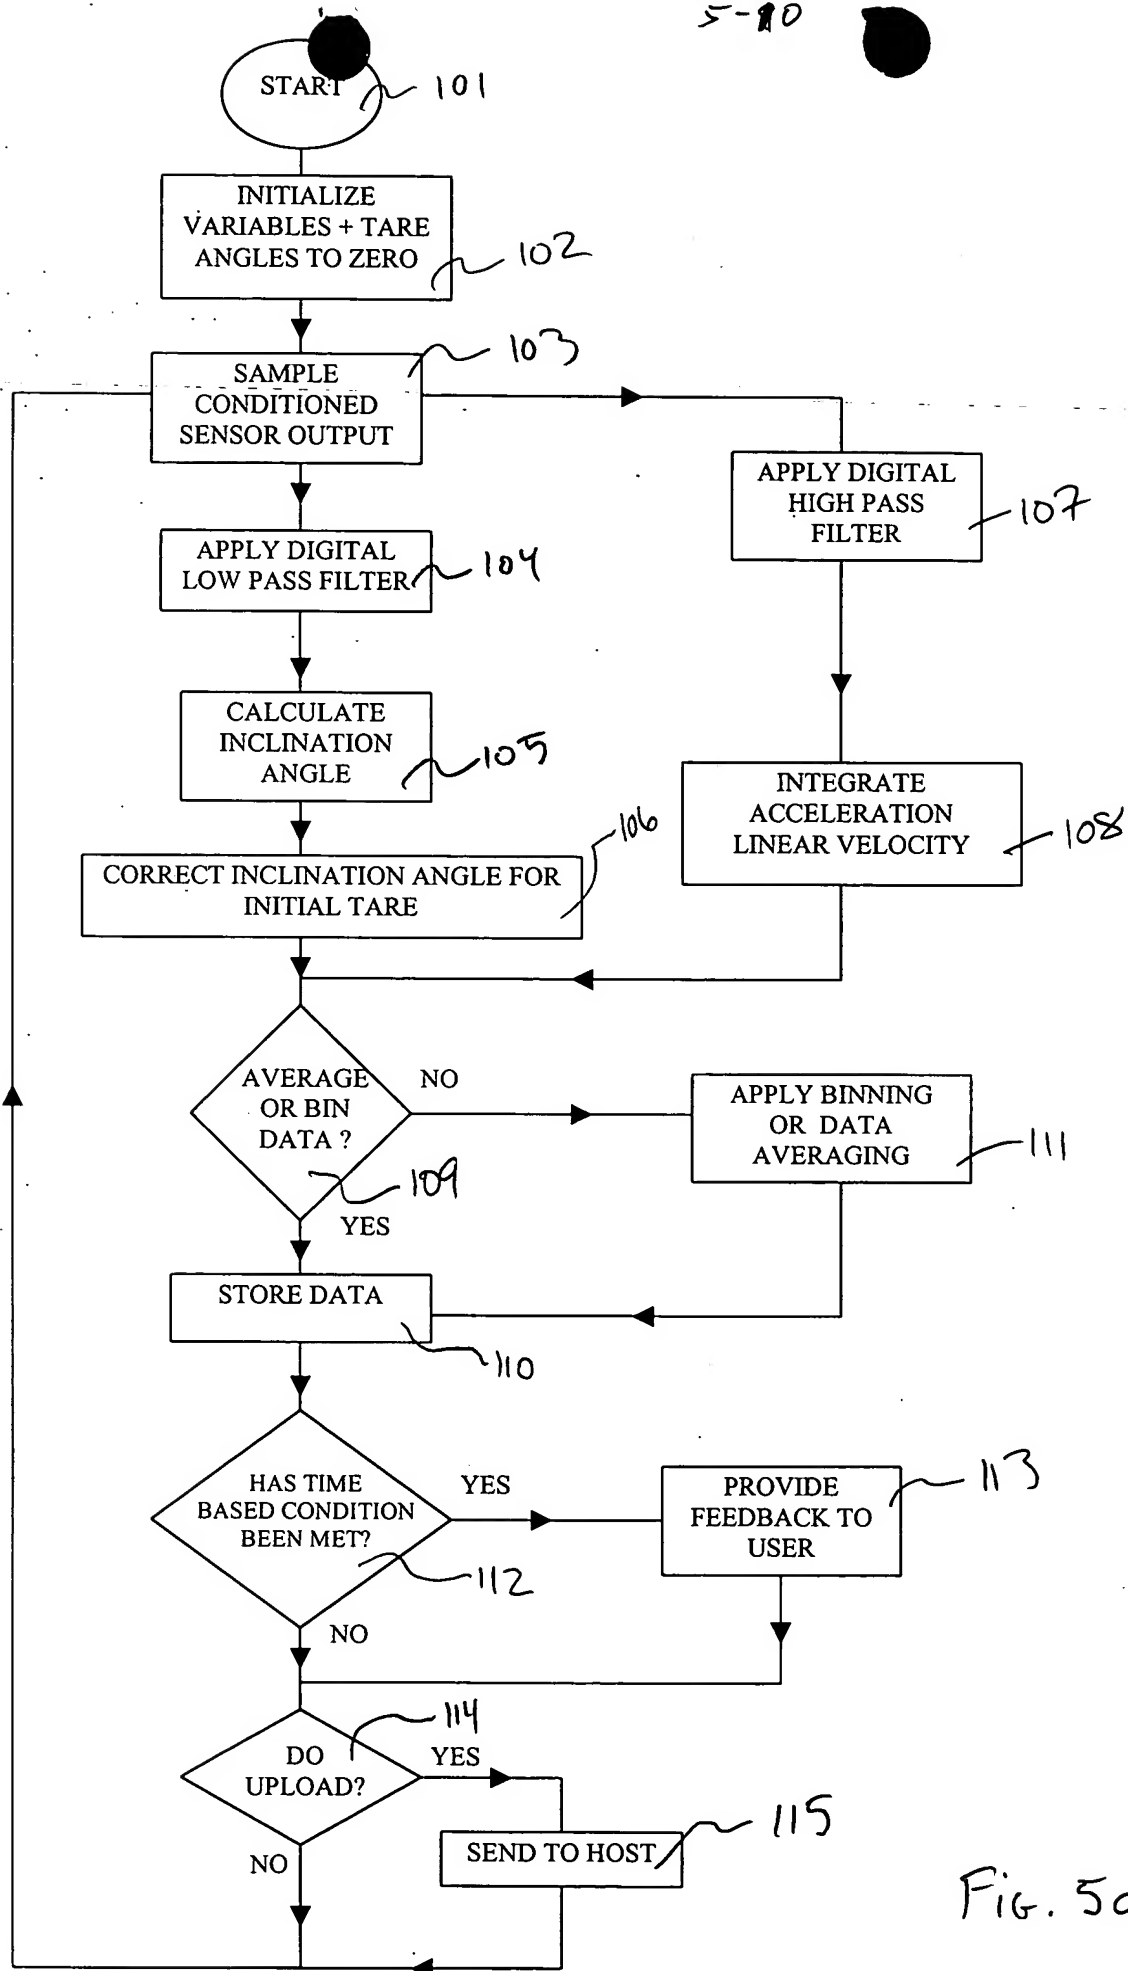 5-10
START
101
INITIALIZE
VARIABLES + TARE
ANGLES TO ZERO
102
103
SAMPLE
CONDITIONED
SENSOR OUTPUT
APPLY DIGITAL
HIGH PASS
FILTER
107
APPLY DIGITAL
LOW PASS FILTER
104
CALCULATE
INCLINATION
ANGLE
105
INTEGRATE
ACCELERATION
LINEAR VELOCITY
108
106
CORRECT INCLINATION ANGLE FOR
INITIAL TARE
AVERAGE
OR BIN
DATA ?
109
NO
YES
APPLY BINNING
OR DATA
AVERAGING
111
STORE DATA
110
HAS TIME
BASED CONDITION
BEEN MET?
112
YES
NO
PROVIDE
FEEDBACK TO
USER
113
114
DO
UPLOAD?
YES
NO
SEND TO HOST
115
FIG. 5